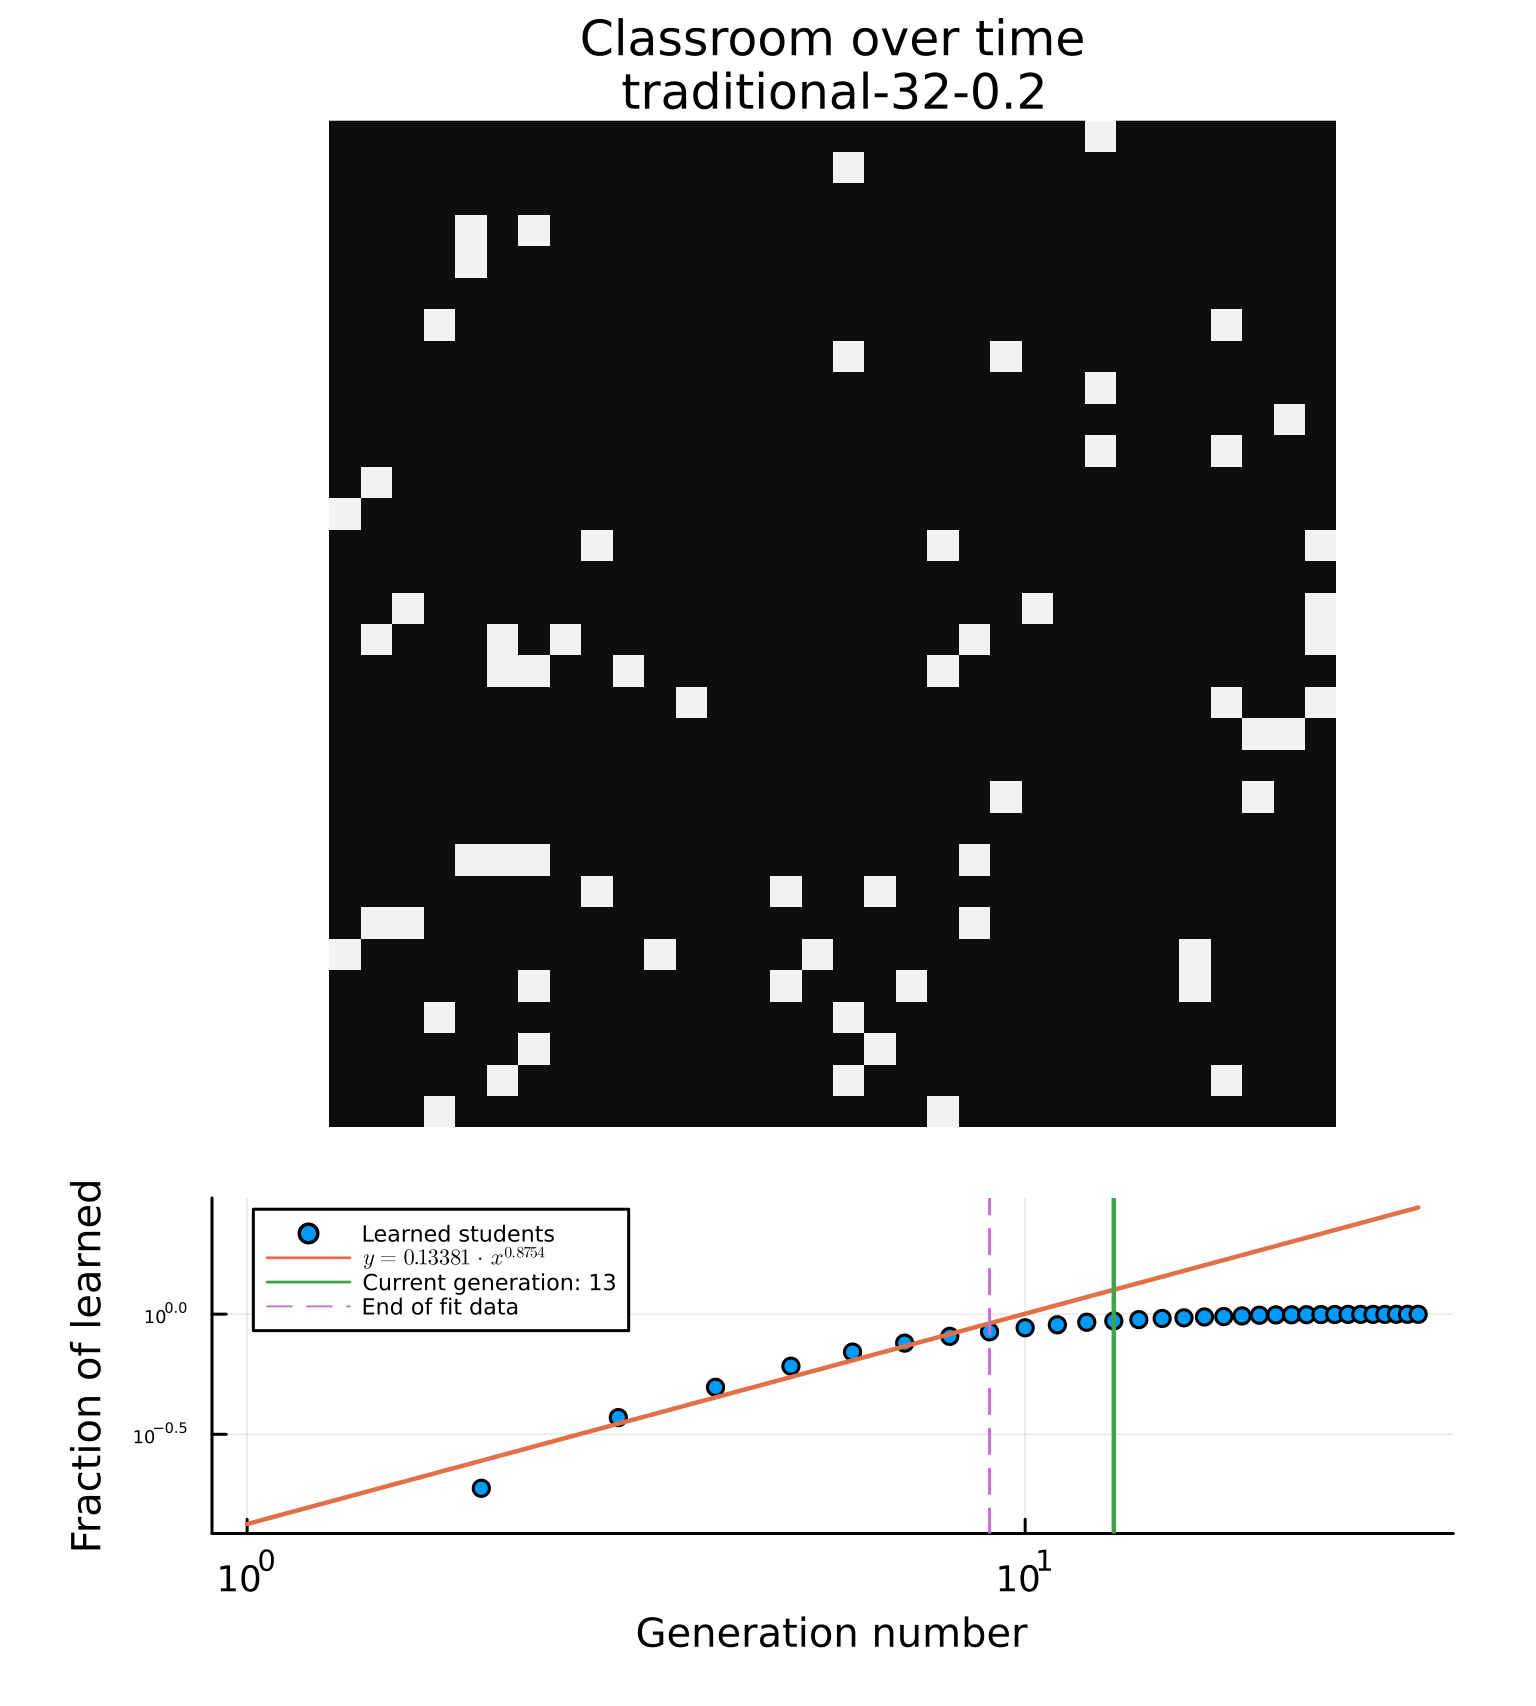 Classroom over time
traditional-32-0.2
Fraction of learned
Learned students
y = 0.13381 · x^0.8754
Current generation: 13
End of fit data
10^0.0
10^−0.5
10^0 10^1
Generation number